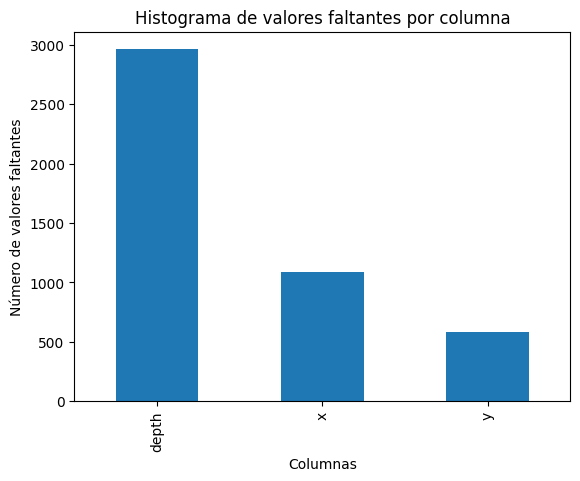 Histograma de valores faltantes por columna
Número de valores faltantes
3000
2500
2000
1500
1000
500
0
depth
x
y
Columnas